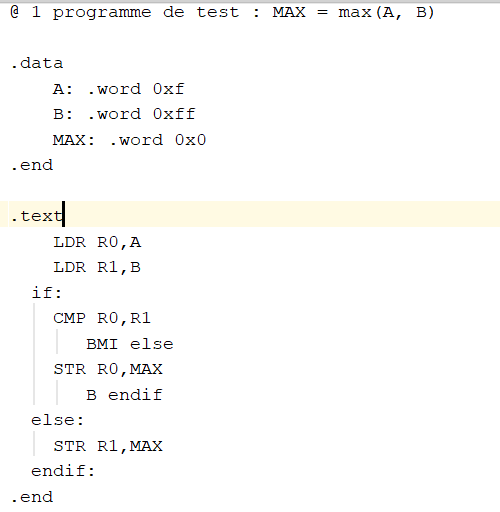 @ 1 programme de test : MAX = max(A, B)

.data
    A: .word 0xf
    B: .word 0xff
    MAX: .word 0x0
.end

.text
    LDR R0,A
    LDR R1,B
  if:
    CMP R0,R1
       BMI else
    STR R0,MAX
       B endif
  else:
    STR R1,MAX
  endif:
.end